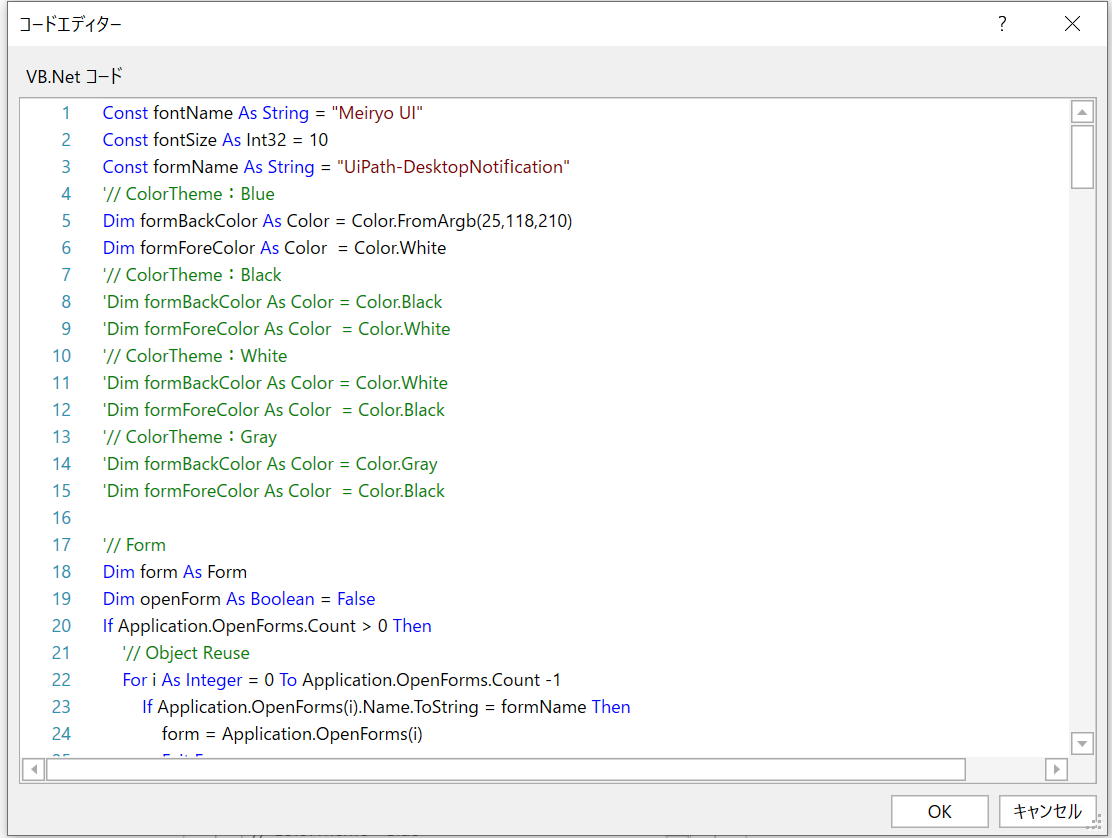 コードエディター
?
VB.Net コード
1 Const fontName As String = "Meiryo UI"
2 Const fontSize As Int32 = 10
3 Const formName As String = "UiPath-DesktopNotification"
4 '// ColorTheme：Blue
5 Dim formBackColor As Color = Color.FromArgb(25,118,210)
6 Dim formForeColor As Color  = Color.White
7 '// ColorTheme：Black
8 'Dim formBackColor As Color = Color.Black
9 'Dim formForeColor As Color  = Color.White
10 '// ColorTheme：White
11 'Dim formBackColor As Color = Color.White
12 'Dim formForeColor As Color  = Color.Black
13 '// ColorTheme：Gray
14 'Dim formBackColor As Color = Color.Gray
15 'Dim formForeColor As Color  = Color.Black
16
17 '// Form
18 Dim form As Form
19 Dim openForm As Boolean = False
20 If Application.OpenForms.Count > 0 Then
21 '// Object Reuse
22 For i As Integer = 0 To Application.OpenForms.Count -1
23 If Application.OpenForms(i).Name.ToString = formName Then
24 form = Application.OpenForms(i)
OK
キャンセル